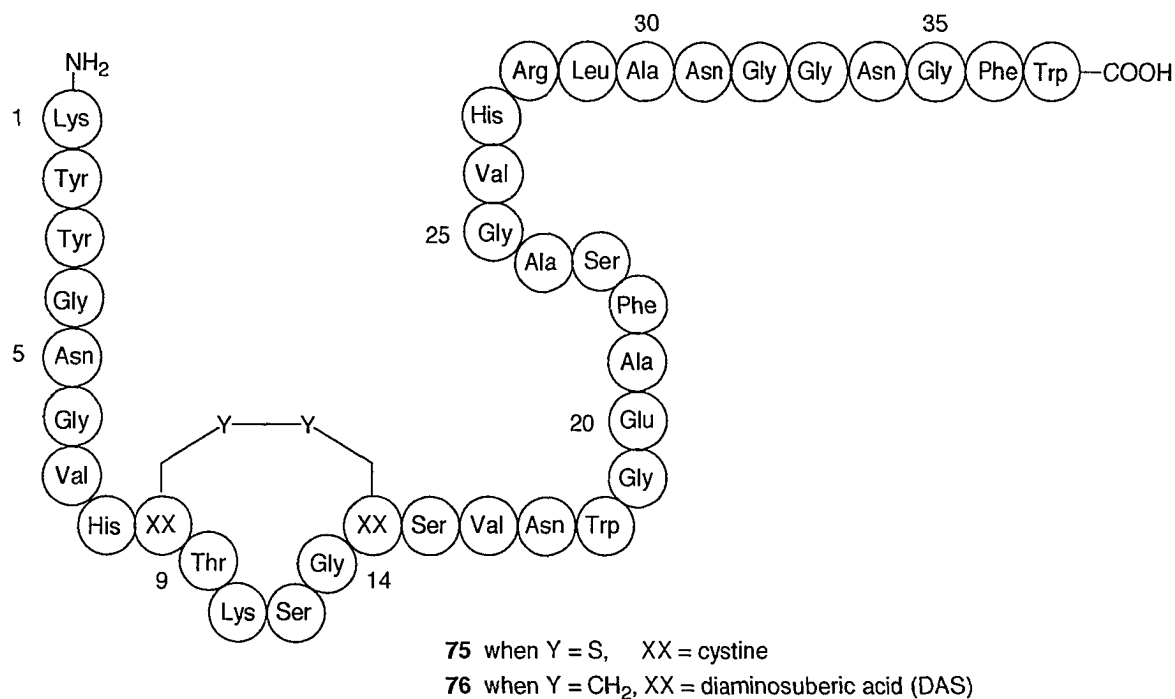 NH₂
1 Lys
Tyr
Tyr
Gly
5 Asn
Gly
Val
His XX
9
Thr
Lys Ser
Gly
Y Y
XX Ser Val Asn Trp
14
Gly
20 Glu
Ala
Phe
Ala Ser
25 Gly
Val
His
30 35
Arg Leu Ala Asn Gly Gly Asn Gly Phe Trp COOH
75 when Y = S, XX = cystine
76 when Y = CH₂, XX = diaminosuberic acid (DAS)